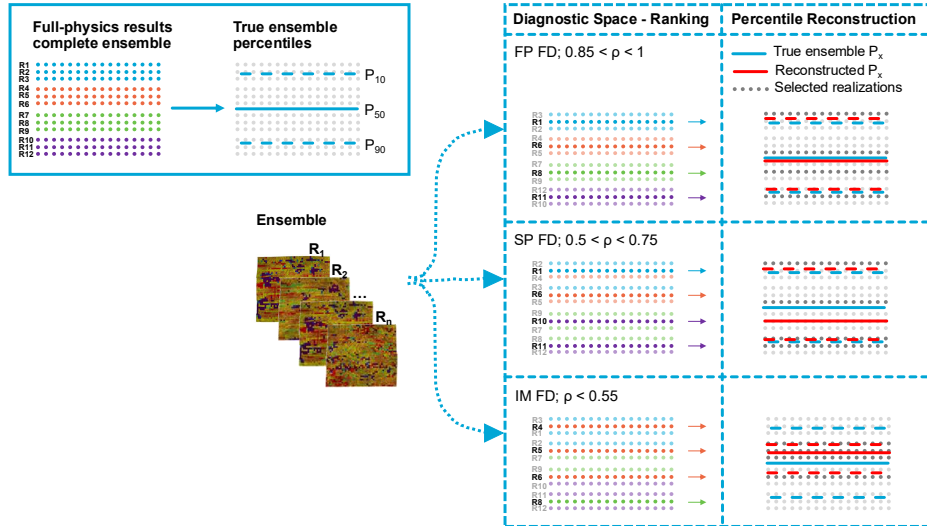 Full-physics results
complete ensemble
True ensemble
percentiles
R1
R2
R3
R4
R5
R6
R7
R8
R9
R10
R11
R12
P10
P50
P90
Ensemble
R1
R2
...
Rn
Diagnostic Space - Ranking
Percentile Reconstruction
FP FD; 0.85 < ρ < 1
R3
R1
R2
R4
R6
R5
R7
R8
R9
R12
R11
R10
True ensemble Px
Reconstructed Px
Selected realizations
SP FD; 0.5 < ρ < 0.75
R2
R1
R4
R3
R6
R5
R9
R10
R7
R8
R11
R12
IM FD; ρ < 0.55
R3
R4
R1
R2
R5
R7
R9
R6
R10
R11
R8
R12